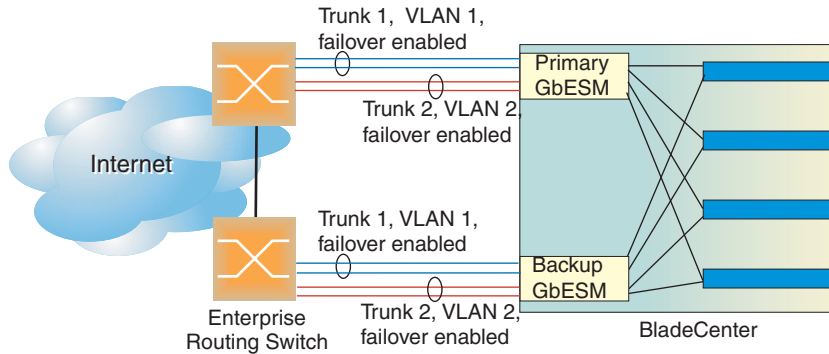 Trunk 1, VLAN 1,
failover enabled
Primary
GbESM
Trunk 2, VLAN 2,
failover enabled
Internet
Trunk 1, VLAN 1,
failover enabled
Backup
GbESM
Trunk 2, VLAN 2,
failover enabled
Enterprise
Routing Switch
BladeCenter